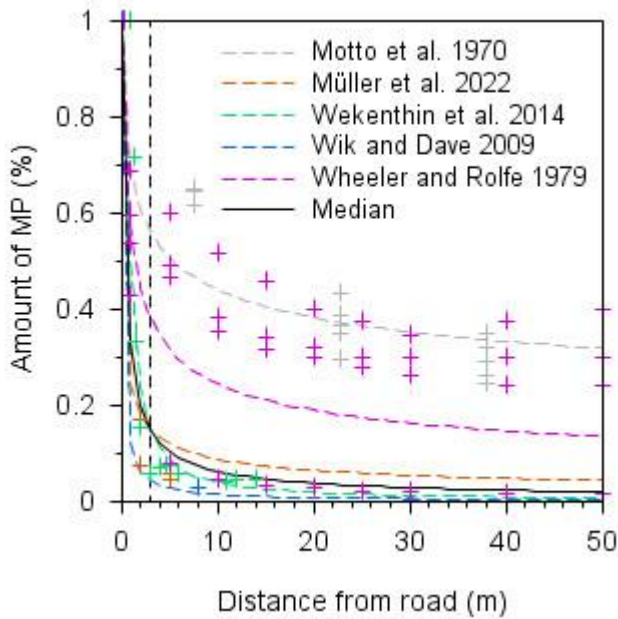 1
0.8
0.6
0.4
0.2
0
Amount of MP (%)
Motto et al. 1970
Müller et al. 2022
Wekenthin et al. 2014
Wik and Dave 2009
Wheeler and Rolfe 1979
Median
0 10 20 30 40 50
Distance from road (m)